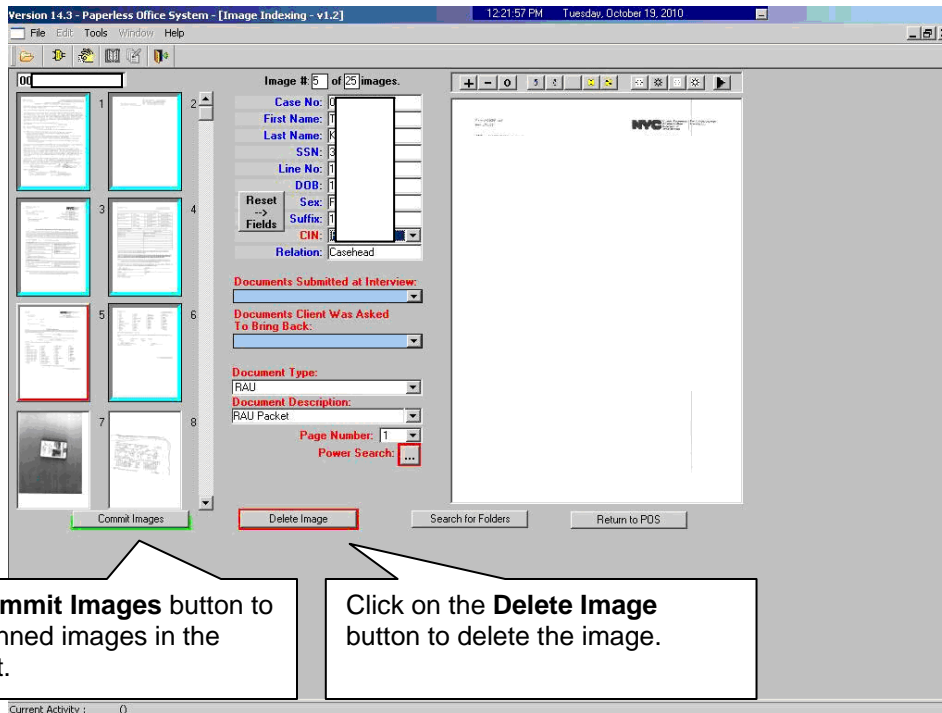 Version 14.3 - Paperless Office System - [Image Indexing - v1.2]
12:21:57 PM Tuesday, October 19, 2010
File Edit Tools Window Help
Image #: 5 of 25 images.
Case No: 0
First Name: T
Last Name: K
SSN: 3
Line No: 1
DOB: 1
Reset
-->
Fields
Sex: F
Suffix: 1
CIN:
Relation: Casehead
Documents Submitted at Interview:
Documents Client Was Asked
To Bring Back:
Document Type:
RAU
Document Description:
RAU Packet
Page Number: 1
Power Search: ...
1
2
3
4
5
6
7
8
+ - 0
NYC
Commit Images
Delete Image
Search for Folders
Return to POS
mmit Images button to
nned images in the
t.
Click on the Delete Image
button to delete the image.
Current Activity : ()